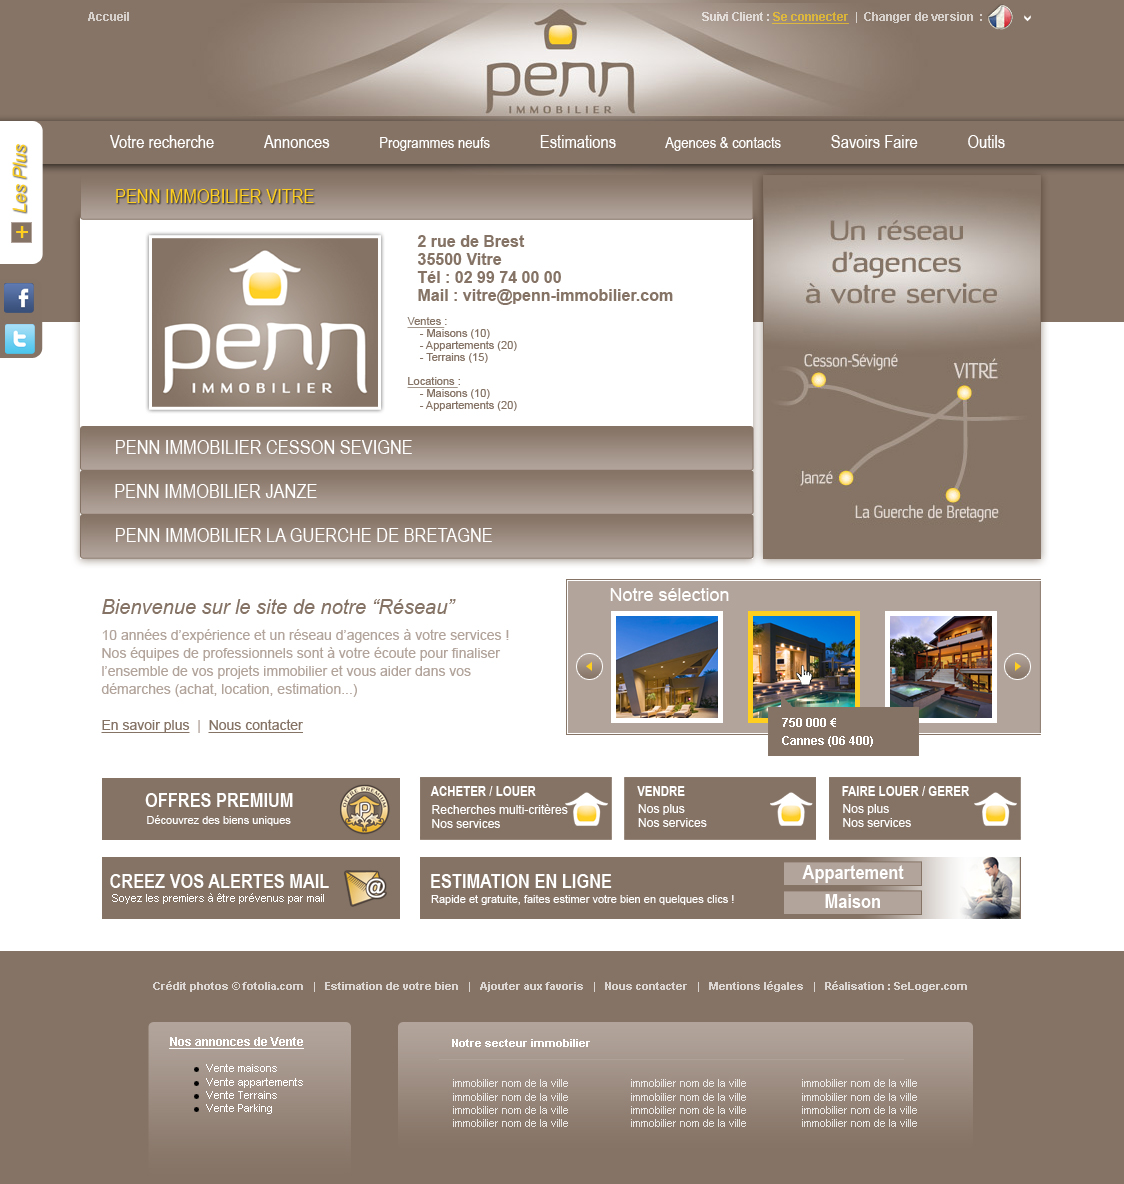 Accueil
Suivi Client : Se connecter | Changer de version :
penn
IMMOBILIER
Votre recherche
Annonces
Programmes neufs
Estimations
Agences & contacts
Savoirs Faire
Outils
Les Plus
+
f
t
PENN IMMOBILIER VITRE
penn
IMMOBILIER
2 rue de Brest
35500 Vitre
Tél : 02 99 74 00 00
Mail : vitre@penn-immobilier.com
Ventes :
- Maisons (10)
- Appartements (20)
- Terrains (15)
Locations :
- Maisons (10)
- Appartements (20)
PENN IMMOBILIER CESSON SEVIGNE
PENN IMMOBILIER JANZE
PENN IMMOBILIER LA GUERCHE DE BRETAGNE
Un réseau
d'agences
à votre service
Cesson-Sévigné
VITRÉ
Janzé
La Guerche de Bretagne
Bienvenue sur le site de notre “Réseau”
10 années d'expérience et un réseau d'agences à votre services !
Nos équipes de professionnels sont à votre écoute pour finaliser
l'ensemble de vos projets immobilier et vous aider dans vos
démarches (achat, location, estimation...)
En savoir plus | Nous contacter
Notre sélection
750 000 €
Cannes (06 400)
OFFRES PREMIUM
Découvrez des biens uniques
OFFRE PREMIUM
P
ACHETER / LOUER
Recherches multi-critères
Nos services
VENDRE
Nos plus
Nos services
FAIRE LOUER / GERER
Nos plus
Nos services
CREEZ VOS ALERTES MAIL
Soyez les premiers à être prévenus par mail
@
ESTIMATION EN LIGNE
Rapide et gratuite, faites estimer votre bien en quelques clics !
Appartement
Maison
Crédit photos © fotolia.com | Estimation de votre bien | Ajouter aux favoris | Nous contacter | Mentions légales | Réalisation : SeLoger.com
Nos annonces de Vente
Vente maisons
Vente appartements
Vente Terrains
Vente Parking
Notre secteur immobilier
immobilier nom de la ville immobilier nom de la ville immobilier nom de la ville
immobilier nom de la ville immobilier nom de la ville immobilier nom de la ville
immobilier nom de la ville immobilier nom de la ville immobilier nom de la ville
immobilier nom de la ville immobilier nom de la ville immobilier nom de la ville